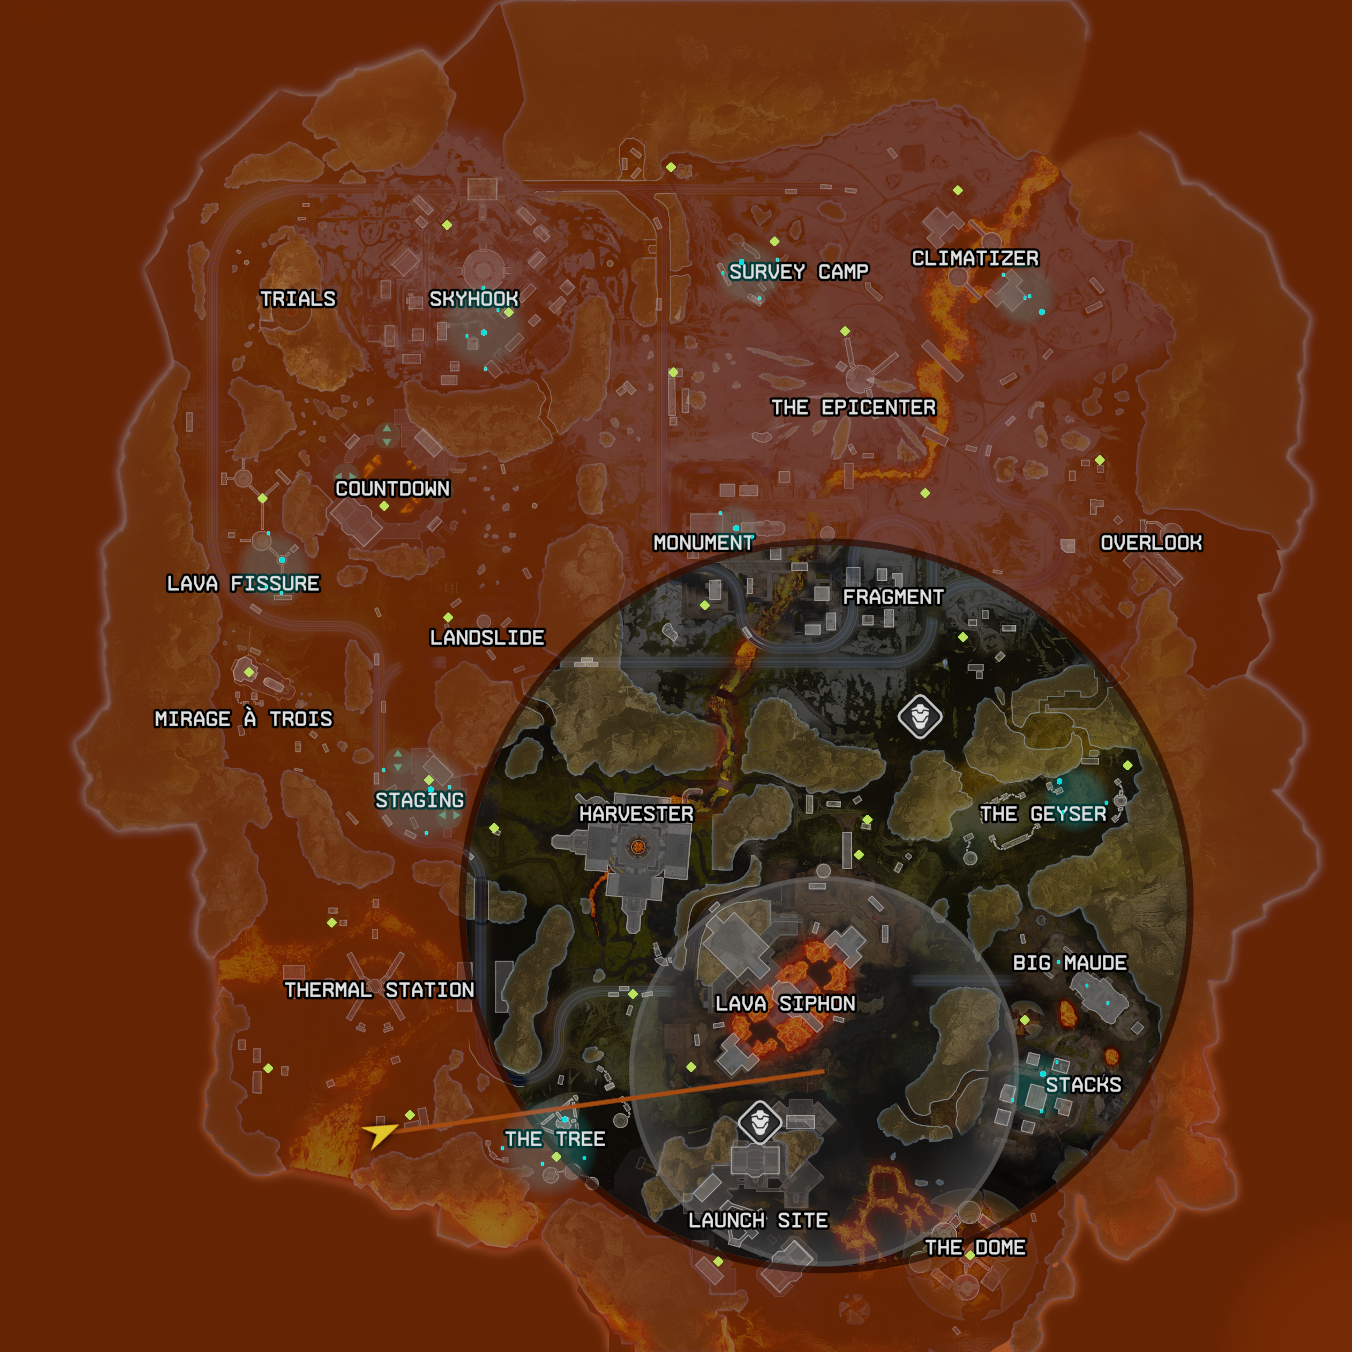 CLIMATIZER
SURVEY CAMP
TRIALS
SKYHOOK
THE EPICENTER
COUNTDOWN
MONUMENT
OVERLOOK
LAVA FISSURE
FRAGMENT
LANDSLIDE
MIRAGE À TROIS
STAGING
HARVESTER
THE GEYSER
BIG MAUDE
THERMAL STATION
LAVA SIPHON
STACKS
THE TREE
LAUNCH SITE
THE DOME